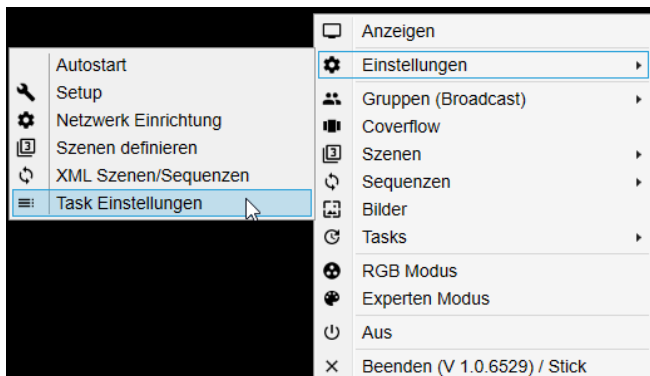 Autostart
Setup
Netzwerk Einrichtung
Szenen definieren
XML Szenen/Sequenzen
Task Einstellungen
Anzeigen
Einstellungen
Gruppen (Broadcast)
Coverflow
Szenen
Sequenzen
Bilder
Tasks
RGB Modus
Experten Modus
Aus
Beenden (V 1.0.6529) / Stick